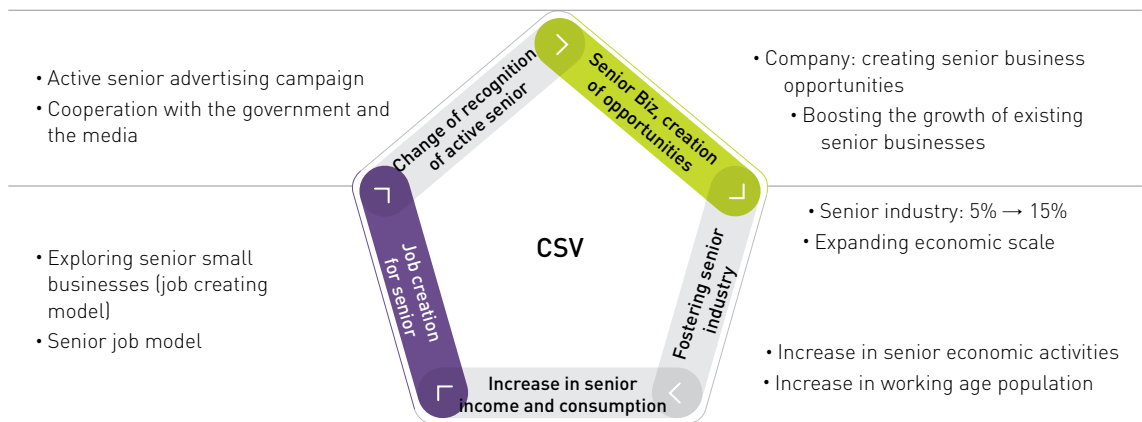 • Active senior advertising campaign
• Cooperation with the government and
the media
Change of recognition
of active senior
Senior Biz, creation
of opportunities
• Company: creating senior business
opportunities
• Boosting the growth of existing
senior businesses
• Exploring senior small
businesses (job creating
model)
• Senior job model
Job creation
for senior
CSV
Fostering senior
industry
• Senior industry: 5% → 15%
• Expanding economic scale
Increase in senior
income and consumption
• Increase in senior economic activities
• Increase in working age population